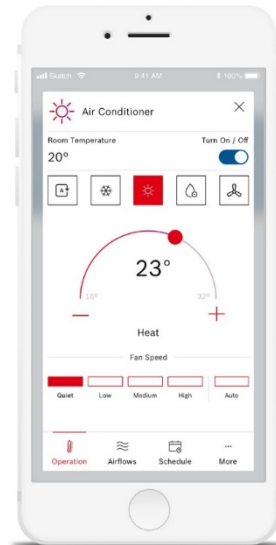 Sketch 9:41 AM 100%
Air Conditioner
Room Temperature Turn On / Off
20°
A
23°
16° 32°
Heat
Fan Speed
Quiet Low Medium High Auto
Operation Airflows Schedule More